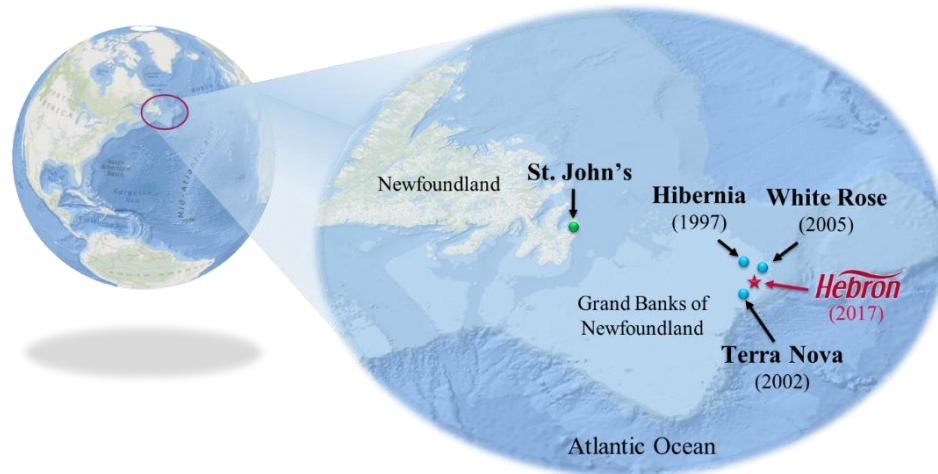 St. John's
Newfoundland
Hibernia
(1997)
White Rose
(2005)
Hebron
(2017)
Grand Banks of
Newfoundland
Terra Nova
(2002)
Atlantic Ocean